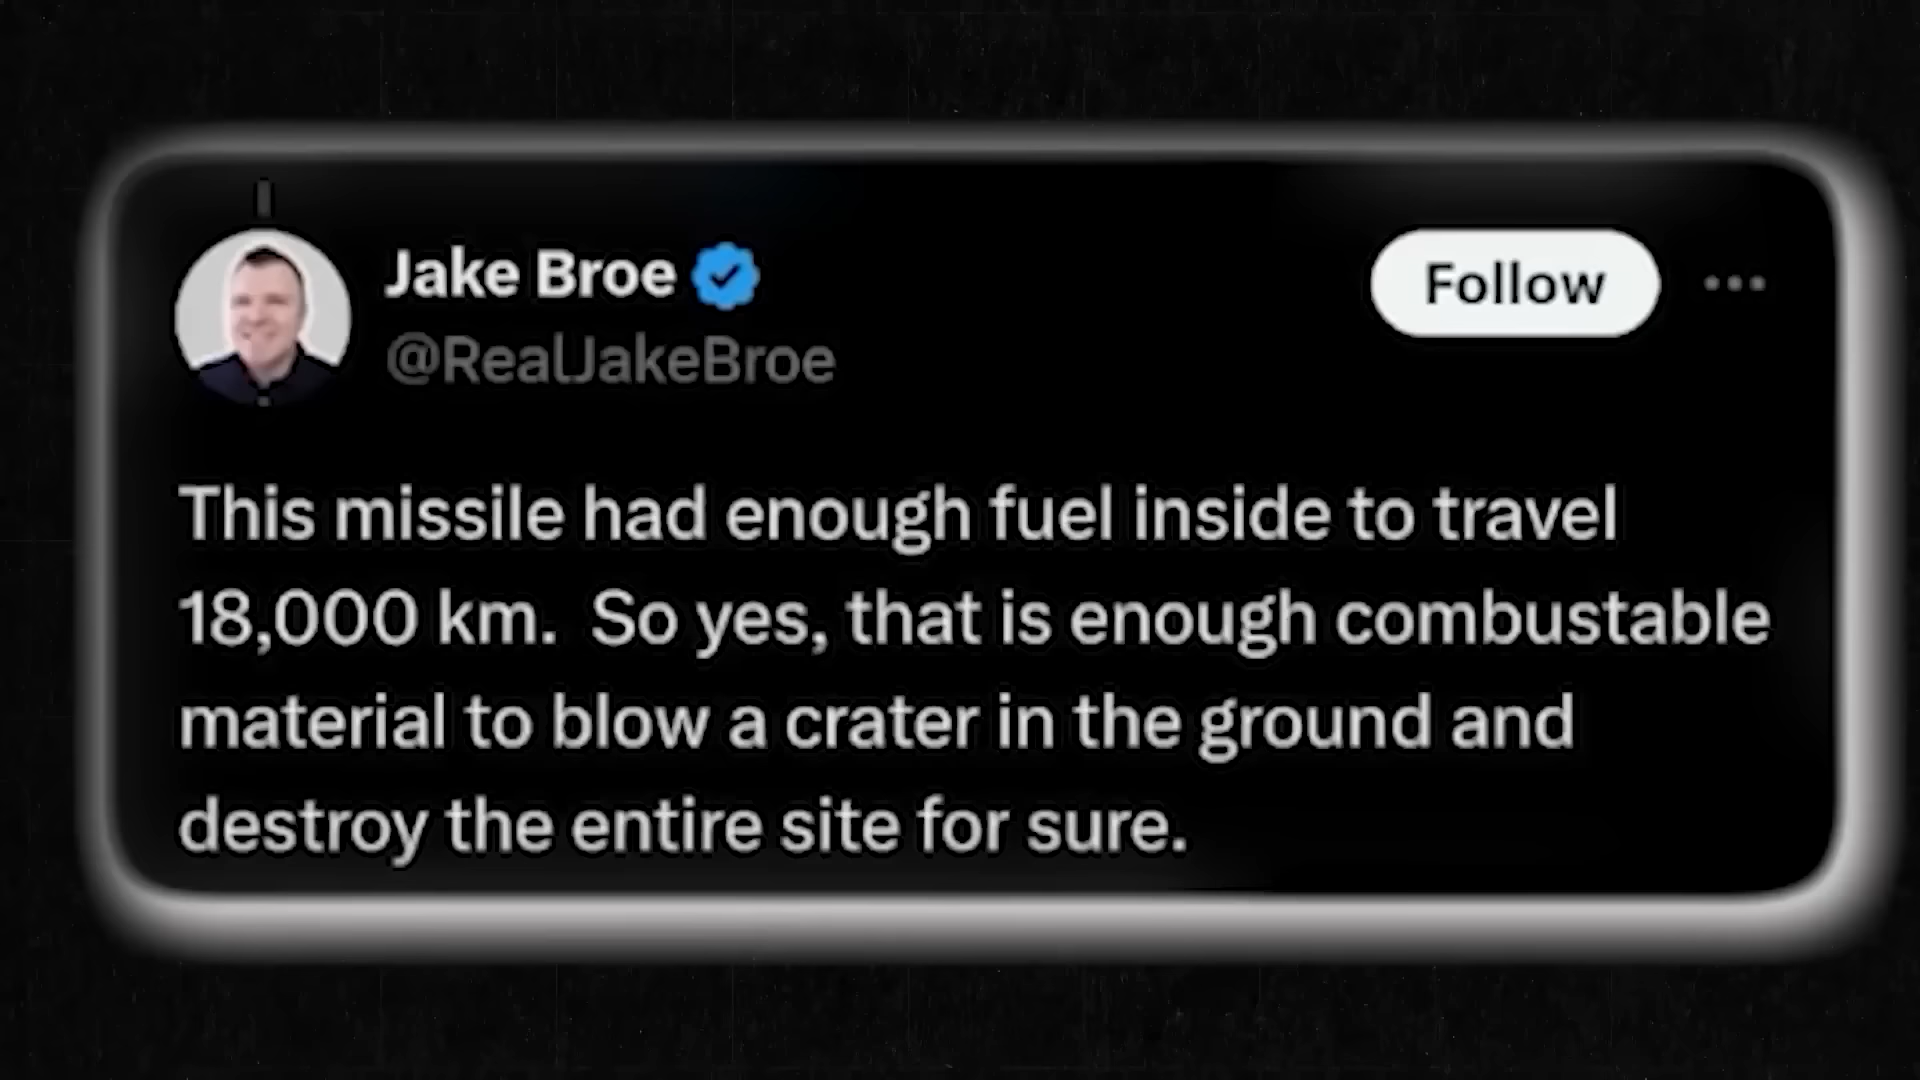 Jake Broe
Follow
@RealJakeBroe
This missile had enough fuel inside to travel
18,000 km. So yes, that is enough combustable
material to blow a crater in the ground and
destroy the entire site for sure.